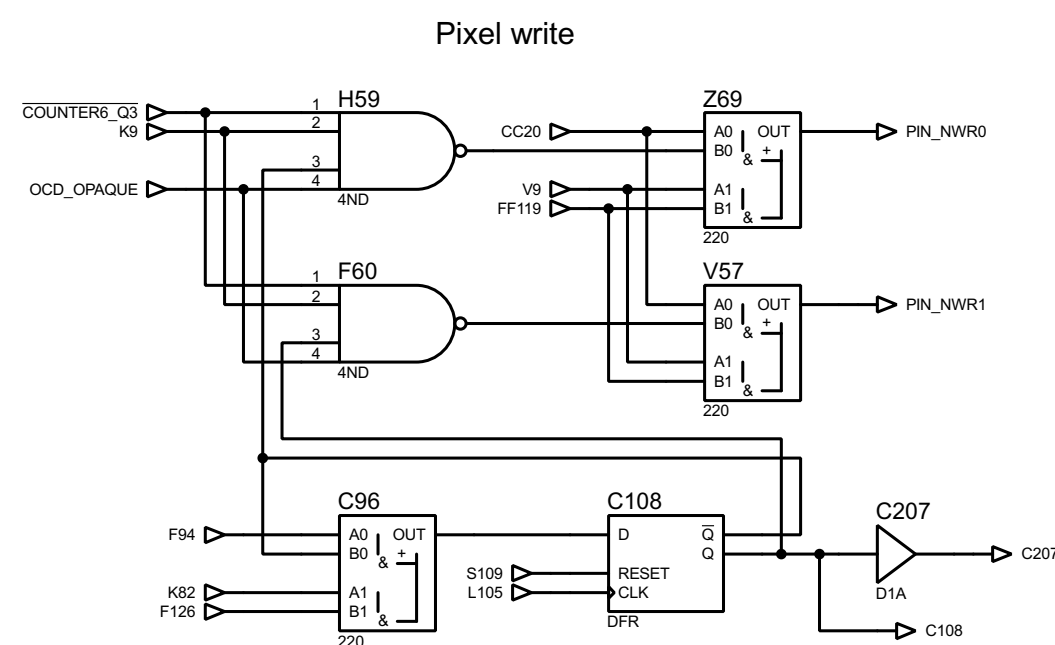 Pixel write
H59
Z69
COUNTER6_Q3
K9
OCD_OPAQUE
1
2
3
4
4ND
CC20
V9
FF119
A0 OUT
B0 +
&
A1
B1
&
220
PIN_NWR0
F60
V57
1
2
3
4
4ND
A0 OUT
B0 +
&
A1
B1
&
220
PIN_NWR1
C96
C108
C207
F94
K82
F126
A0 OUT
B0 +
&
A1
B1
&
220
S109
L105
D Q
Q
RESET
CLK
DFR
D1A
C207
C108